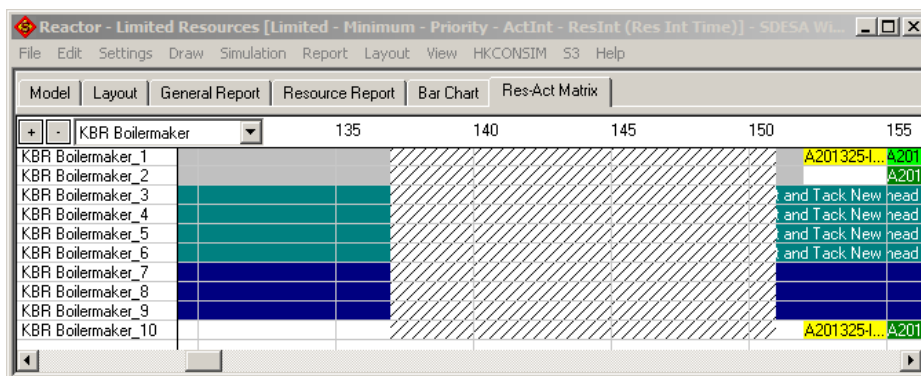 Reactor - Limited Resources [Limited - Minimum - Priority - ActInt - ResInt (Res Int Time)] - SDESA Wi...
File Edit Settings Draw Simulation Report Layout View HKCONSIM S3 Help
Model Layout General Report Resource Report Bar Chart Res-Act Matrix
+ - KBR Boilermaker 135 140 145 150 155
KBR Boilermaker_1 A201325-I... A201
KBR Boilermaker_2 A201
KBR Boilermaker_3 t and Tack New head
KBR Boilermaker_4 t and Tack New head
KBR Boilermaker_5 t and Tack New head
KBR Boilermaker_6 t and Tack New head
KBR Boilermaker_7
KBR Boilermaker_8
KBR Boilermaker_9
KBR Boilermaker_10 A201325-I... A201